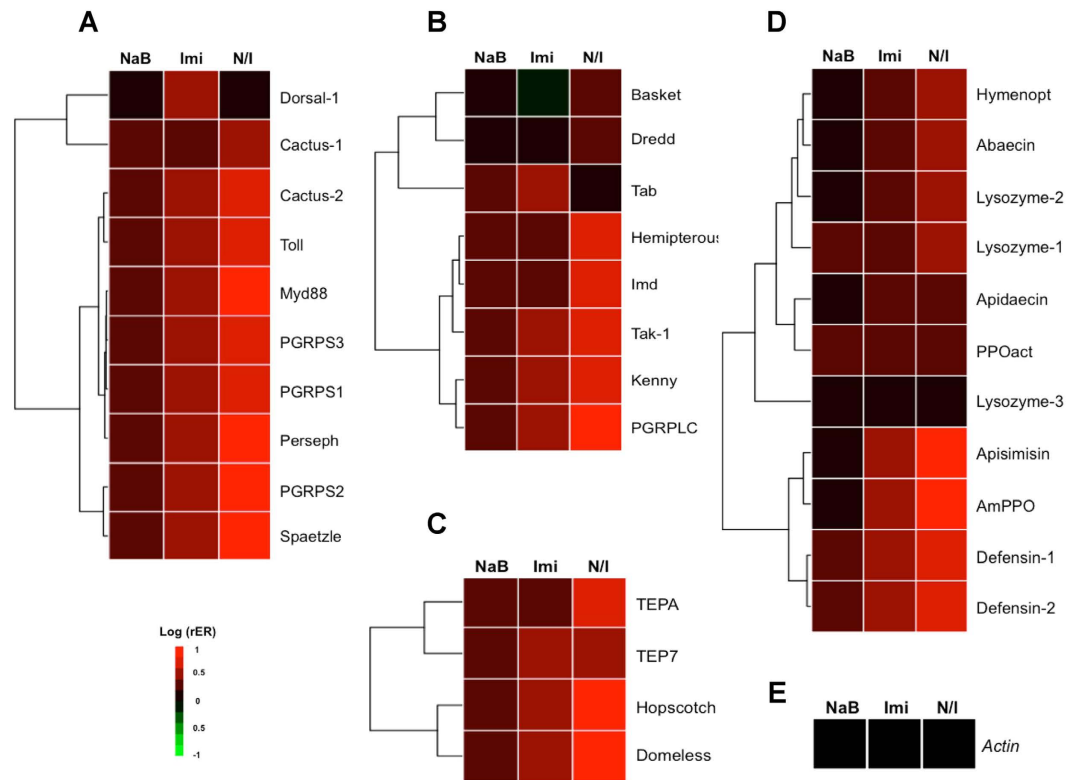 A
NaB Imi N/I
Dorsal-1
Cactus-1
Cactus-2
Toll
Myd88
PGRPS3
PGRPS1
Perseph
PGRPS2
Spaetzle
Log (rER)
1
0.5
0
0.5
-1
B
NaB Imi N/I
Basket
Dredd
Tab
Hemipterous
Imd
Tak-1
Kenny
PGRPLC
C
NaB Imi N/I
TEPA
TEP7
Hopscotch
Domeless
D
NaB Imi N/I
Hymenopt
Abaecin
Lysozyme-2
Lysozyme-1
Apidaecin
PPOact
Lysozyme-3
Apisimisin
AmPPO
Defensin-1
Defensin-2
E
NaB Imi N/I
Actin